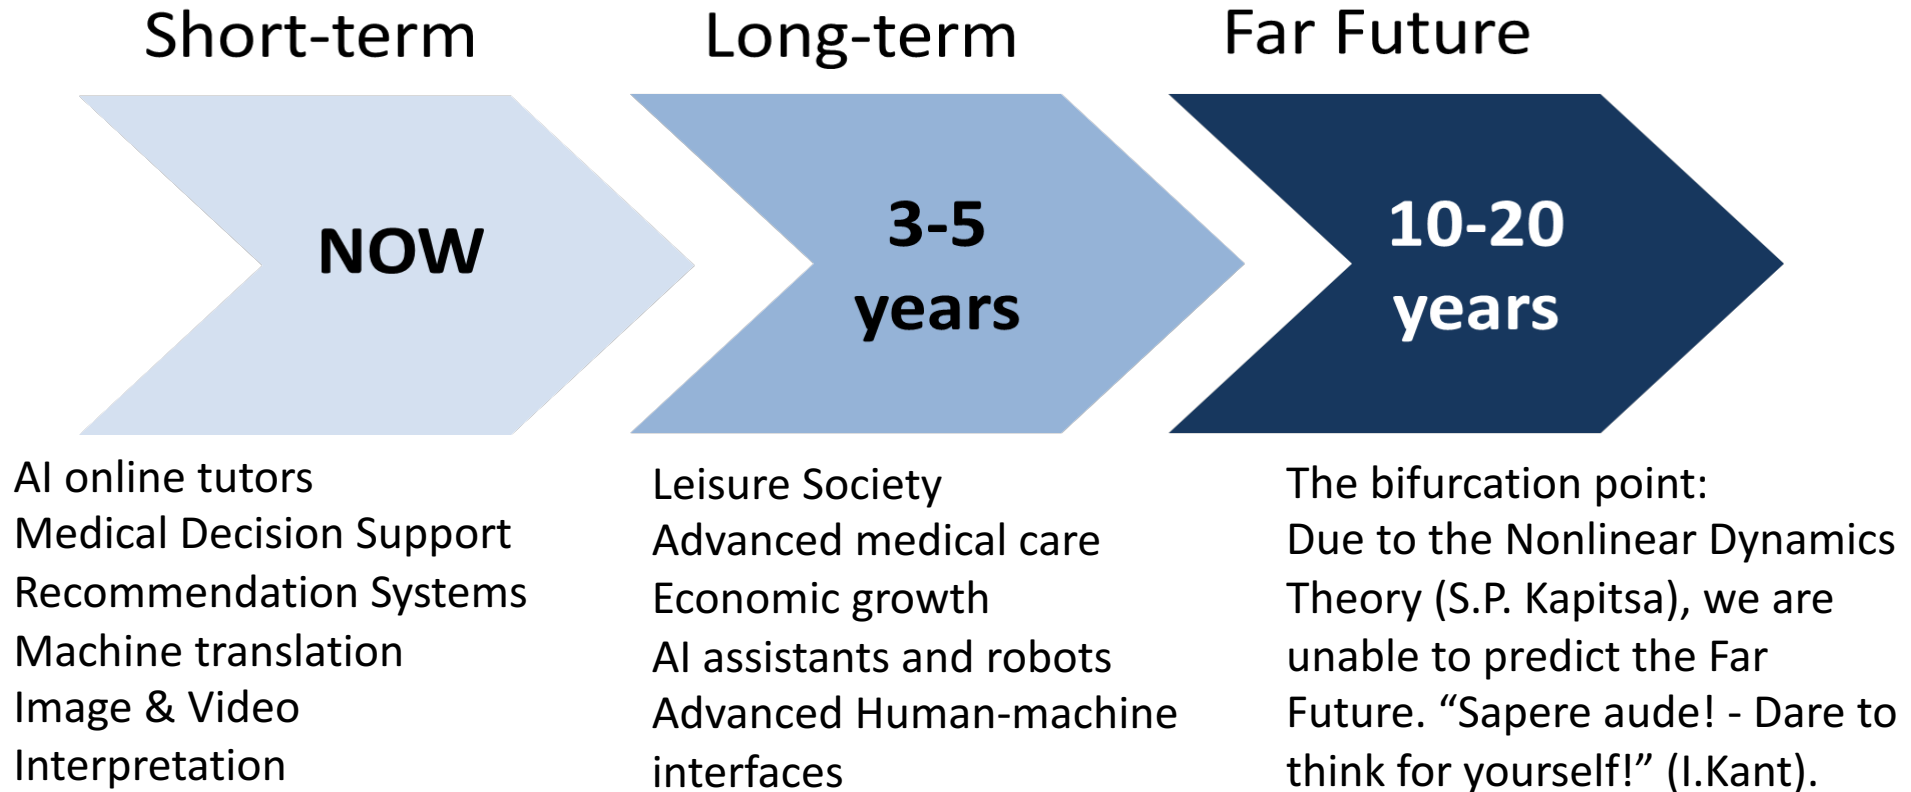 Short-term
NOW
AI online tutors
Medical Decision Support
Recommendation Systems
Machine translation
Image & Video
Interpretation
Long-term
3-5
years
Leisure Society
Advanced medical care
Economic growth
AI assistants and robots
Advanced Human-machine
interfaces
Far Future
10-20
years
The bifurcation point:
Due to the Nonlinear Dynamics
Theory (S.P. Kapitsa), we are
unable to predict the Far
Future. “Sapere aude! - Dare to
think for yourself!” (I.Kant).